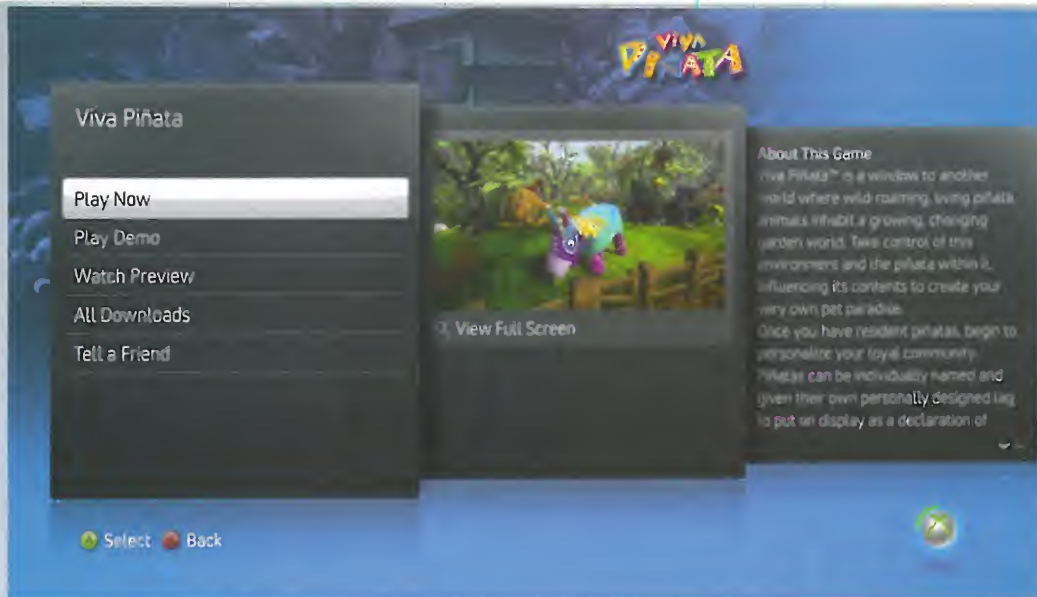 VIVA
PIÑATA
Viva Piñata
Play Now
Play Demo
Watch Preview
All Downloads
Tell a Friend
View Full Screen
About This Game
Viva Piñata™ is a window to another
world where wild roaming, living piñata
animals inhabit a growing, changing
garden world. Take control of this
environment and the piñata within it,
influencing its contents to create your
very own pet paradise.
Once you have resident piñatas, begin to
personalize your loyal community.
Piñatas can be individually named and
given their own personally designed tag
to put on display as a declaration of
Select
Back